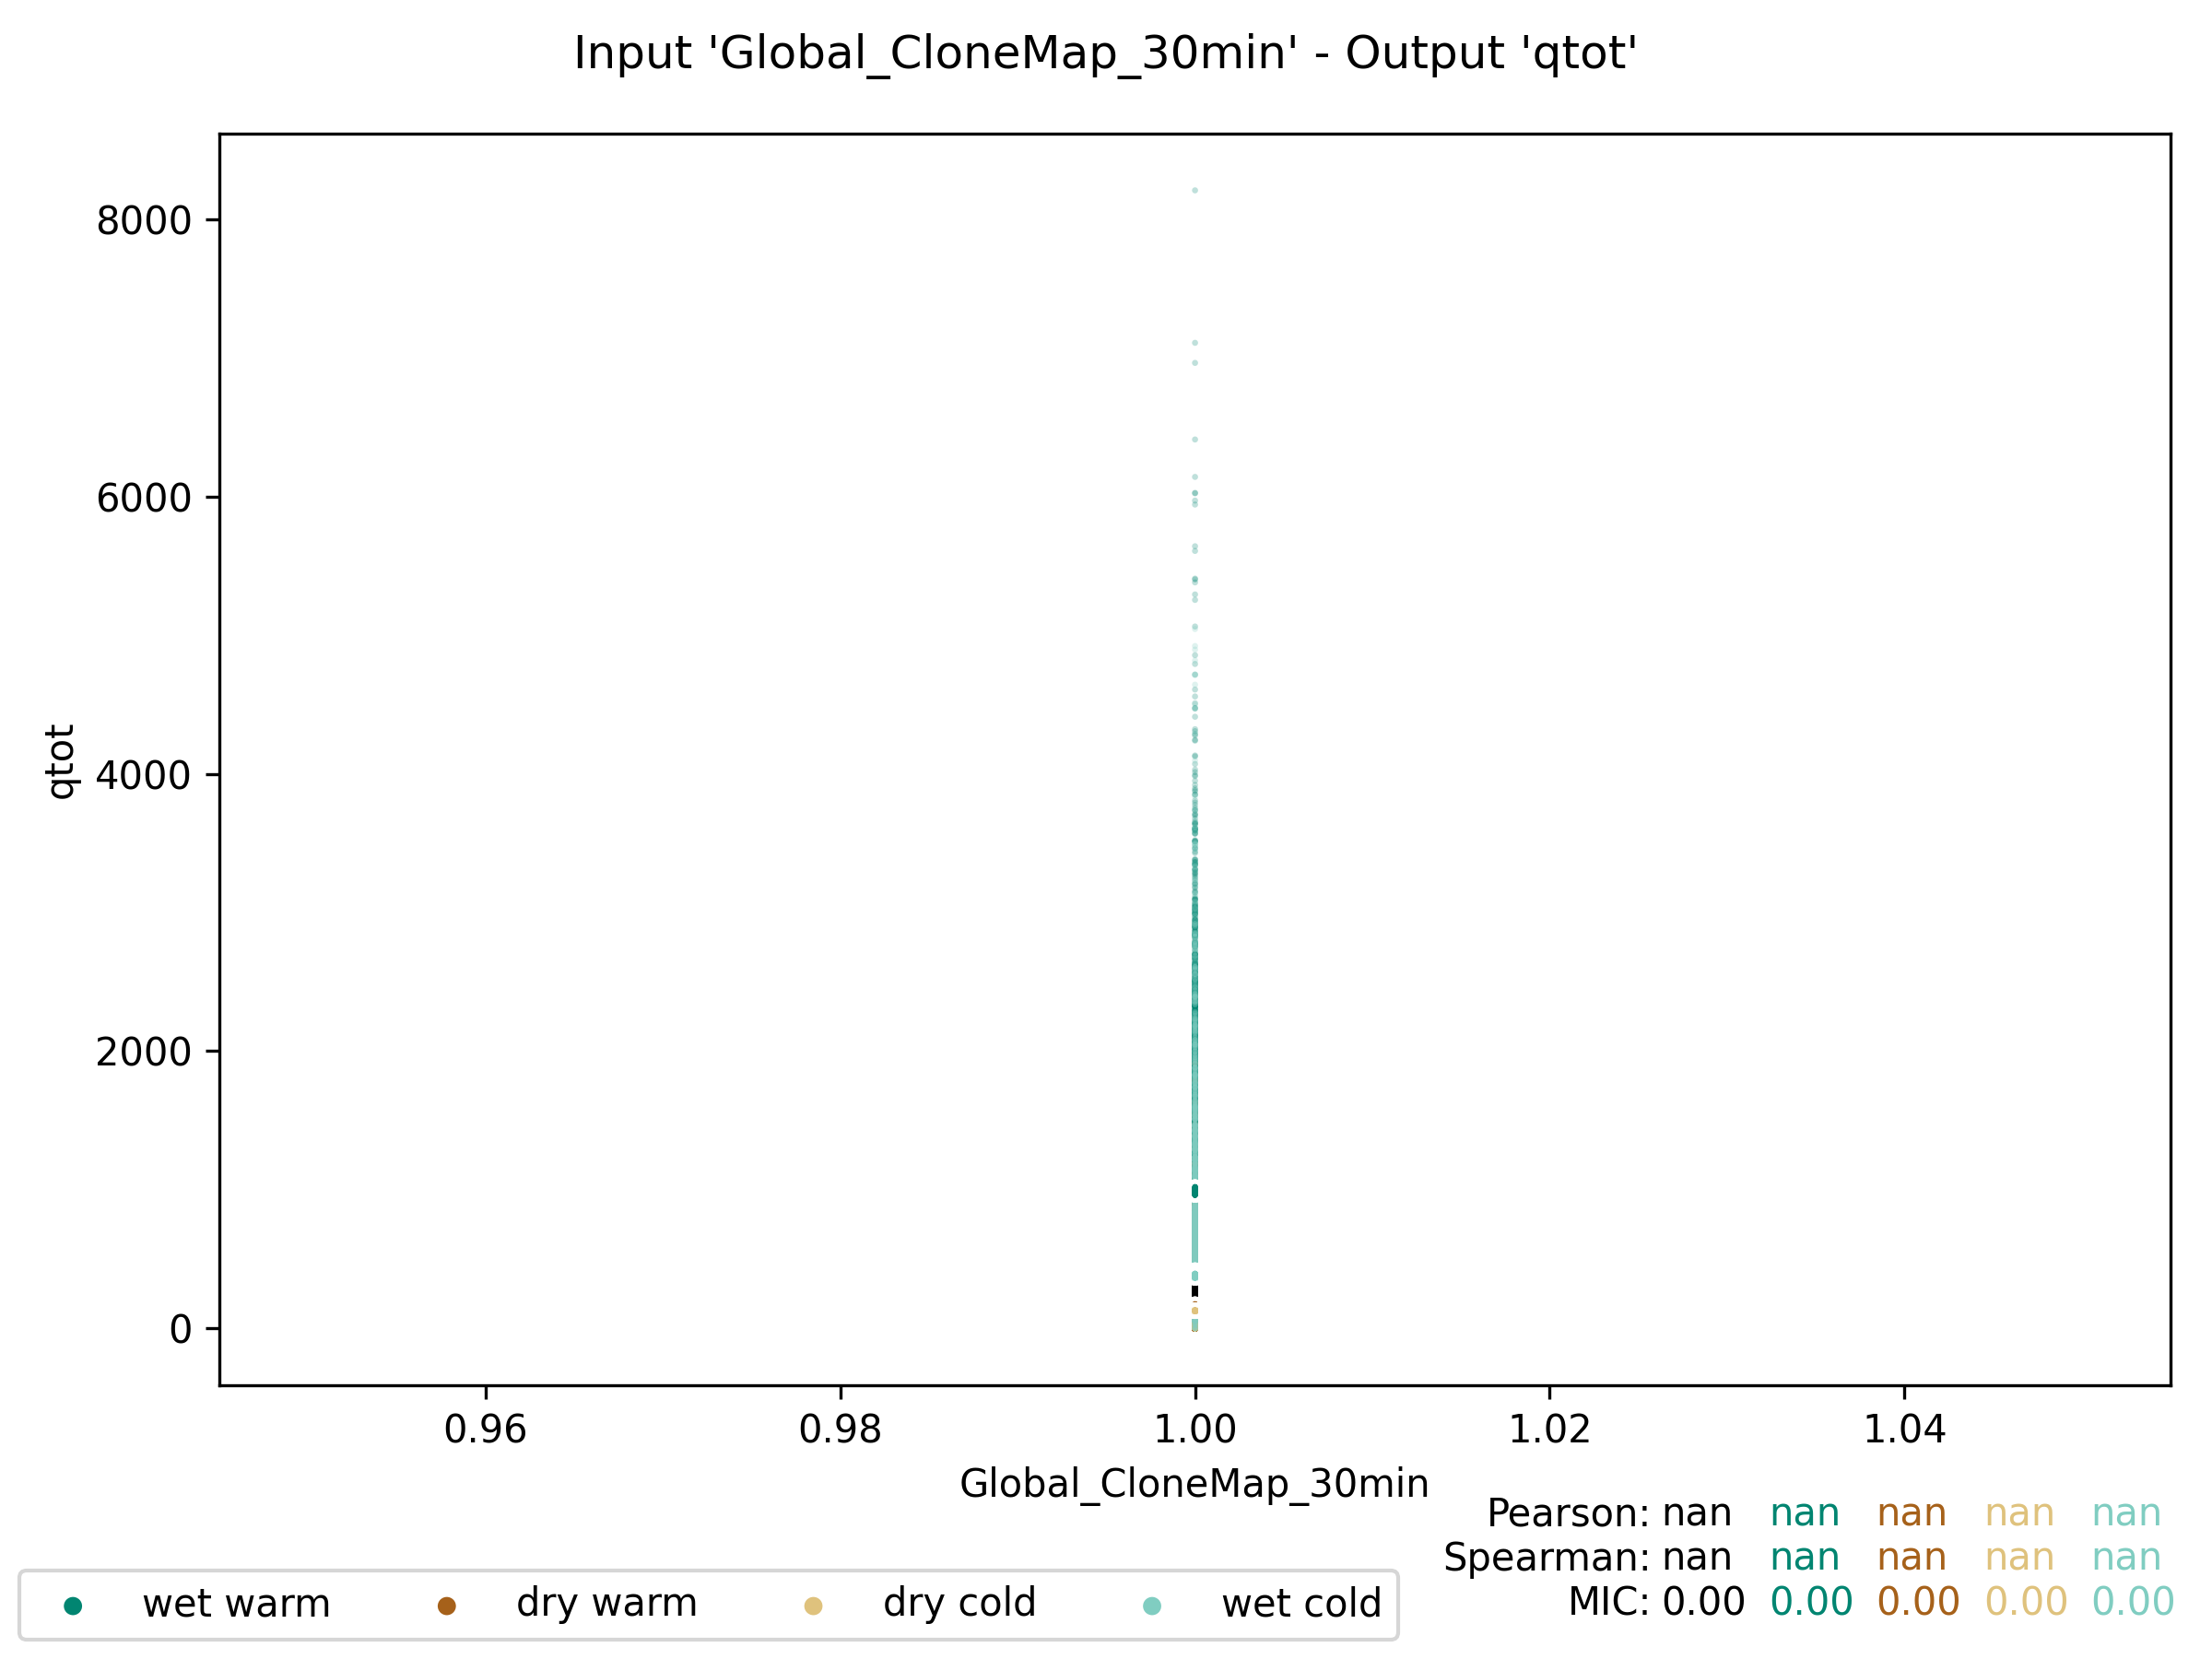 Input 'Global_CloneMap_30min' - Output 'qtot'
8000
6000
4000
2000
0
qtot
0.96 0.98 1.00 1.02 1.04
Global_CloneMap_30min
Pearson: nan nan nan nan nan
Spearman: nan nan nan nan nan
MIC: 0.00 0.00 0.00 0.00 0.00
wet warm dry warm dry cold wet cold